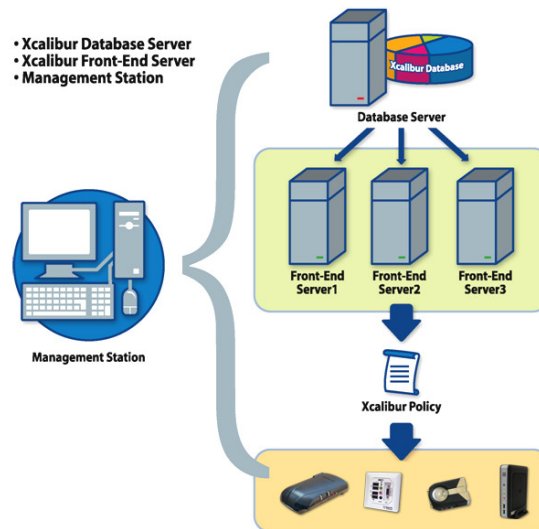 • Xcalibur Database Server
• Xcalibur Front-End Server
• Management Station
Xcalibur Database
Database Server
Front-End
Server1
Front-End
Server2
Front-End
Server3
Management Station
Xcalibur Policy